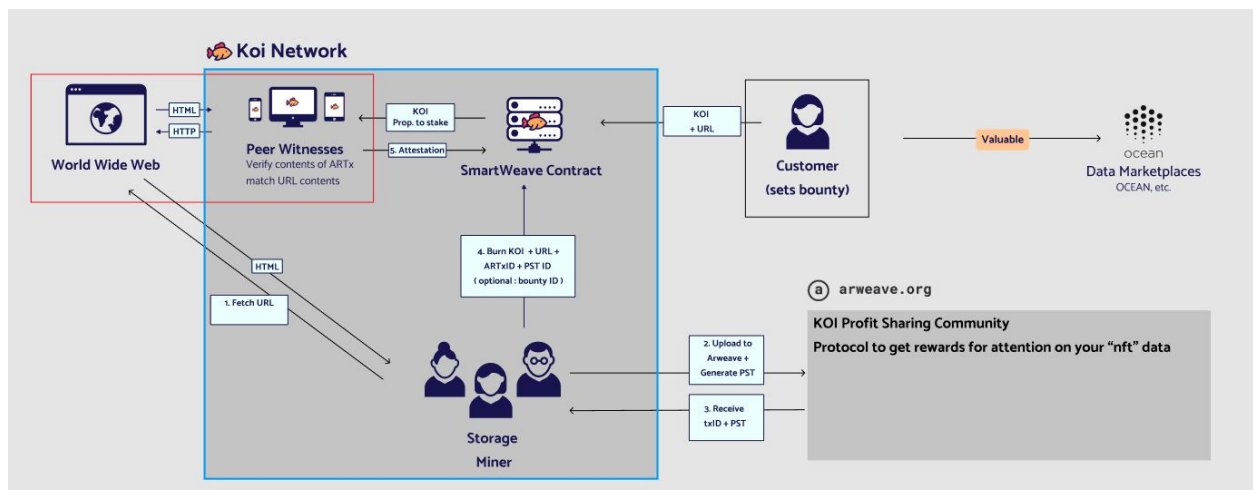 Koi Network
HTML
HTTP
World Wide Web
Peer Witnesses
Verify contents of ARTx
match URL contents
KOI
Prop. to stake
5. Attestation
SmartWeave Contract
KOI
+ URL
Customer
(sets bounty)
Valuable
ocean
Data Marketplaces
OCEAN, etc.
4. Burn KOI + URL +
ARTxID + PST ID
( optional : bounty ID )
HTML
1. Fetch URL
Storage
Miner
2. Upload to
Arweave +
Generate PST
3. Receive
txID + PST
a arweave.org
KOI Profit Sharing Community
Protocol to get rewards for attention on your “nft” data